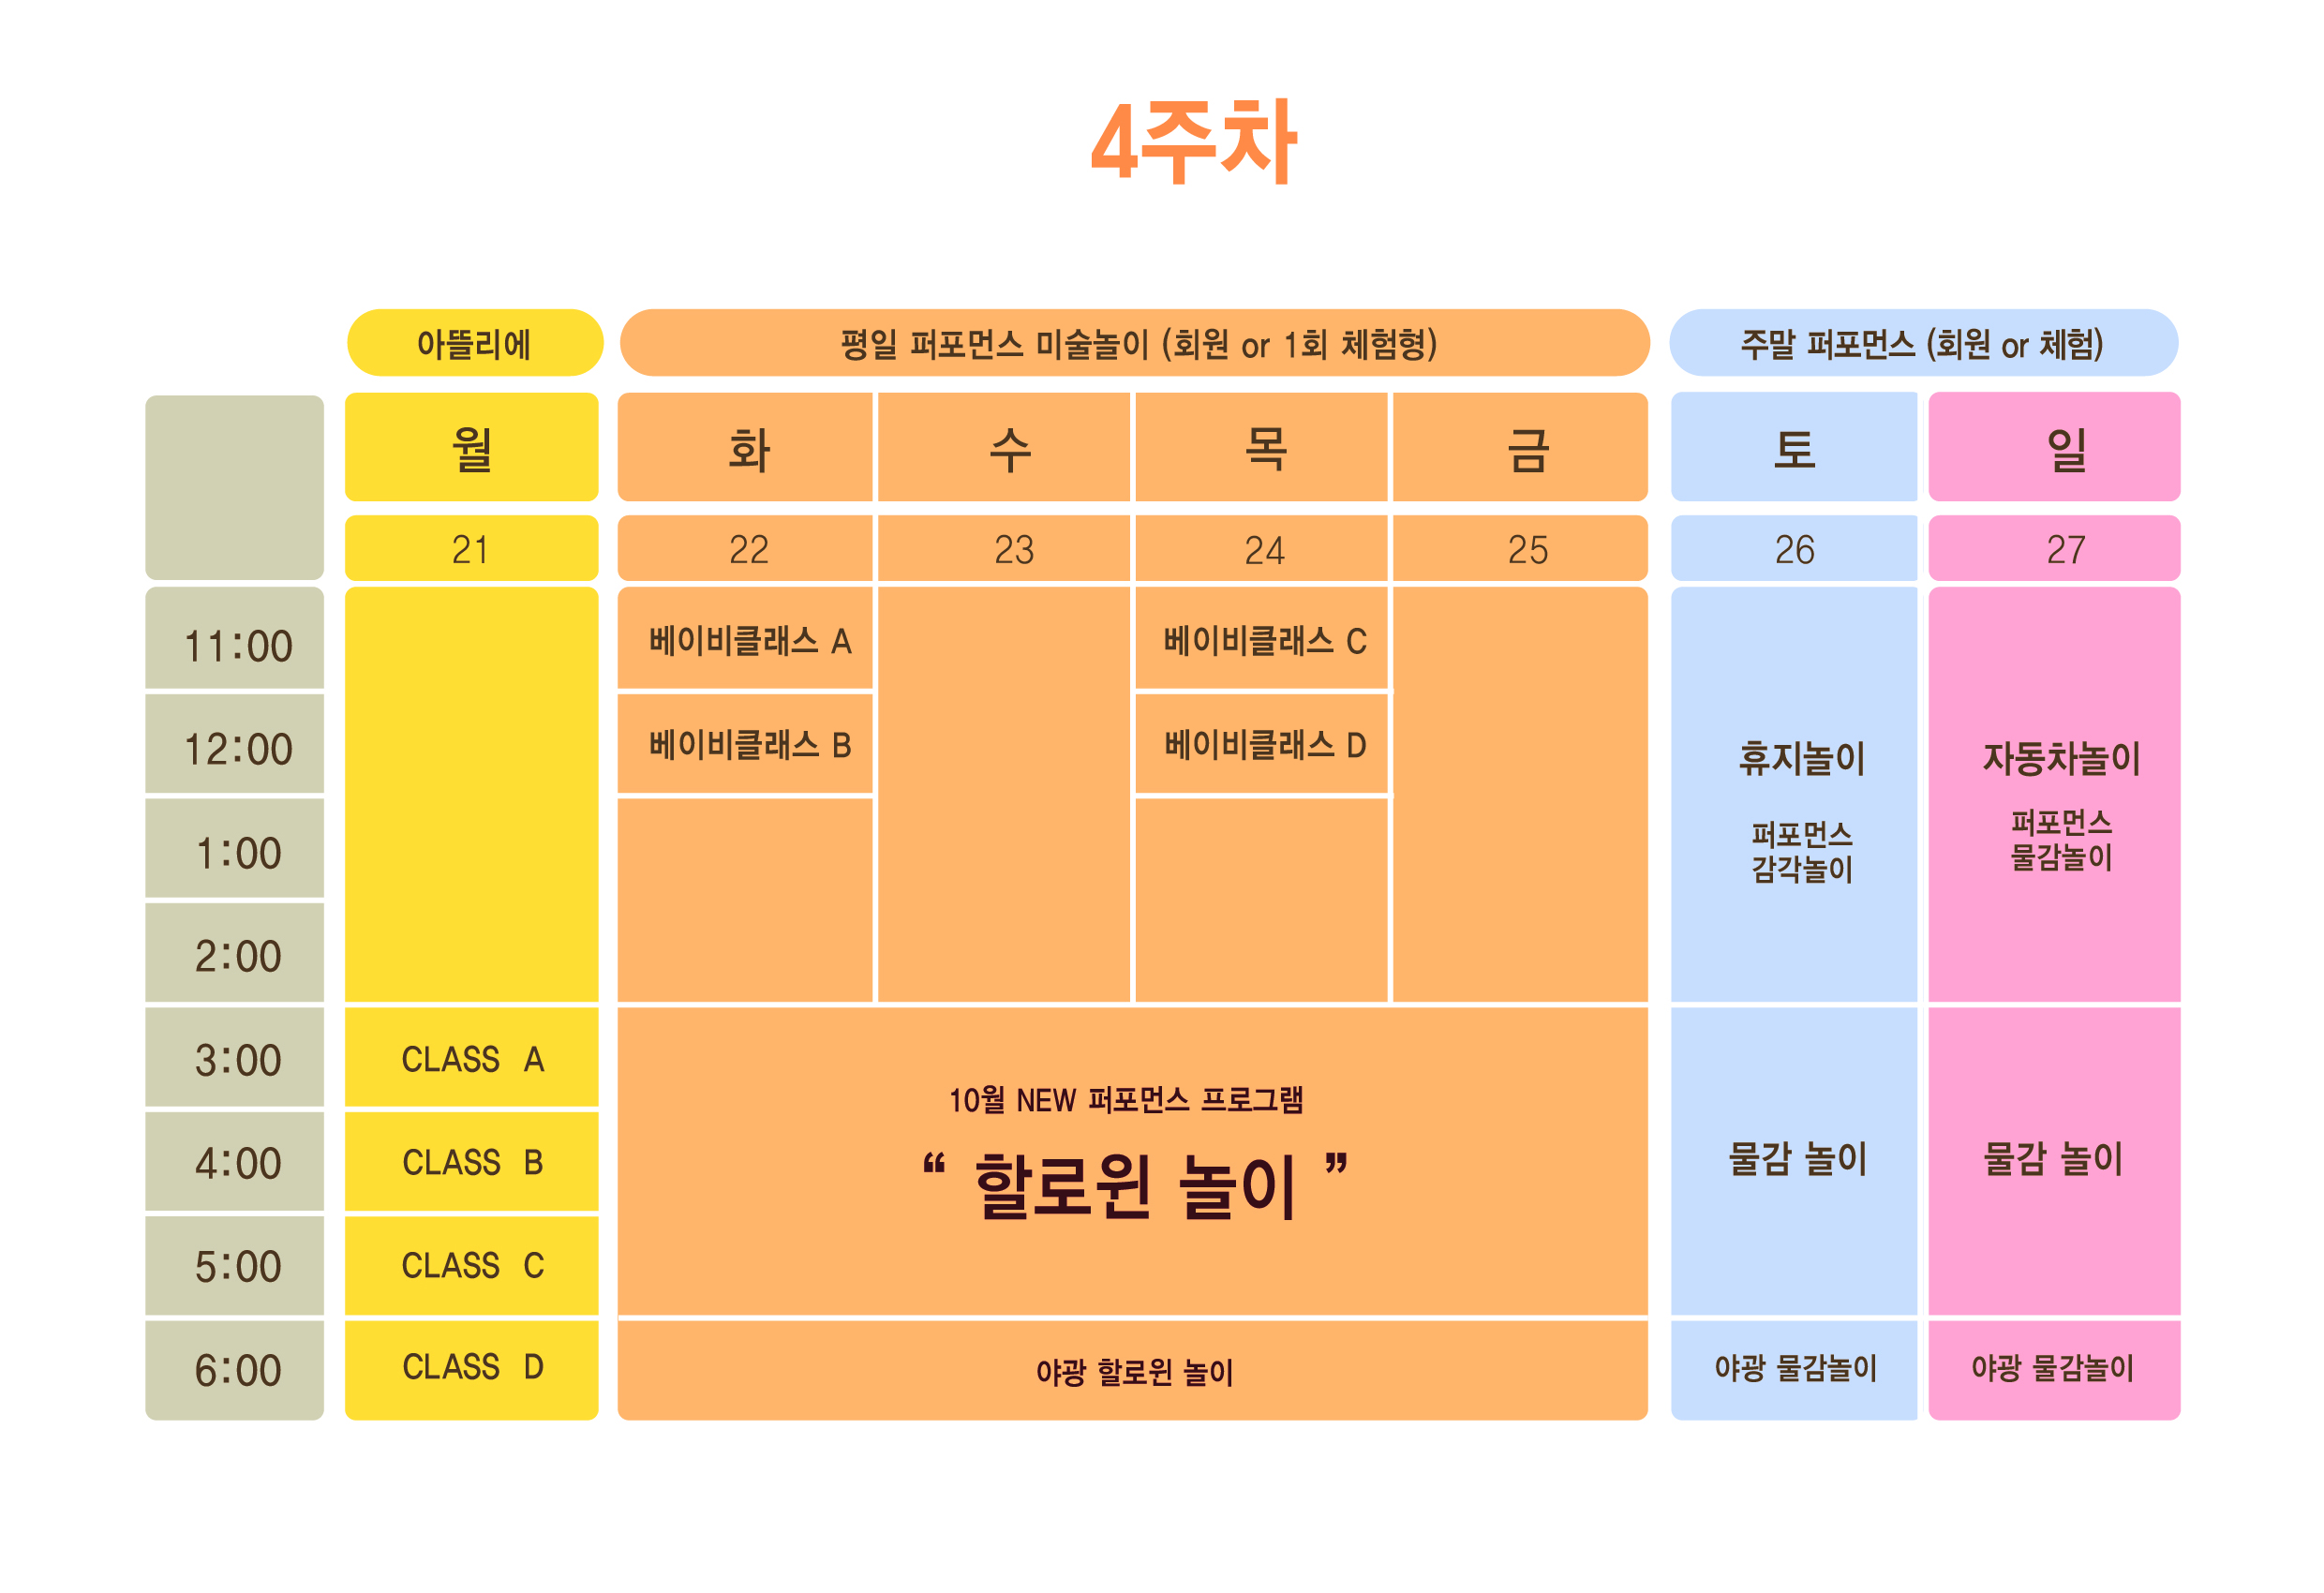 4주차
아뜰리에
평일 퍼포먼스 미술놀이 (회원 or 1회 체험형)
주말 퍼포먼스 (회원 or 체험)
월
화
수
목
금
토
일
21
22
23
24
25
26
27
11:00
베이비클래스 A
베이비클래스 C
12:00
베이비클래스 B
베이비클래스 D
휴지놀이
퍼포먼스
감각놀이
자동차놀이
퍼포먼스
물감놀이
1:00
2:00
3:00
CLASS A
4:00
CLASS B
5:00
CLASS C
10월 NEW 퍼포먼스 프로그램
“ 할로윈 놀이 ”
물감 놀이
물감 놀이
6:00
CLASS D
야광 할로윈 놀이
야광 물감놀이
야광 물감놀이